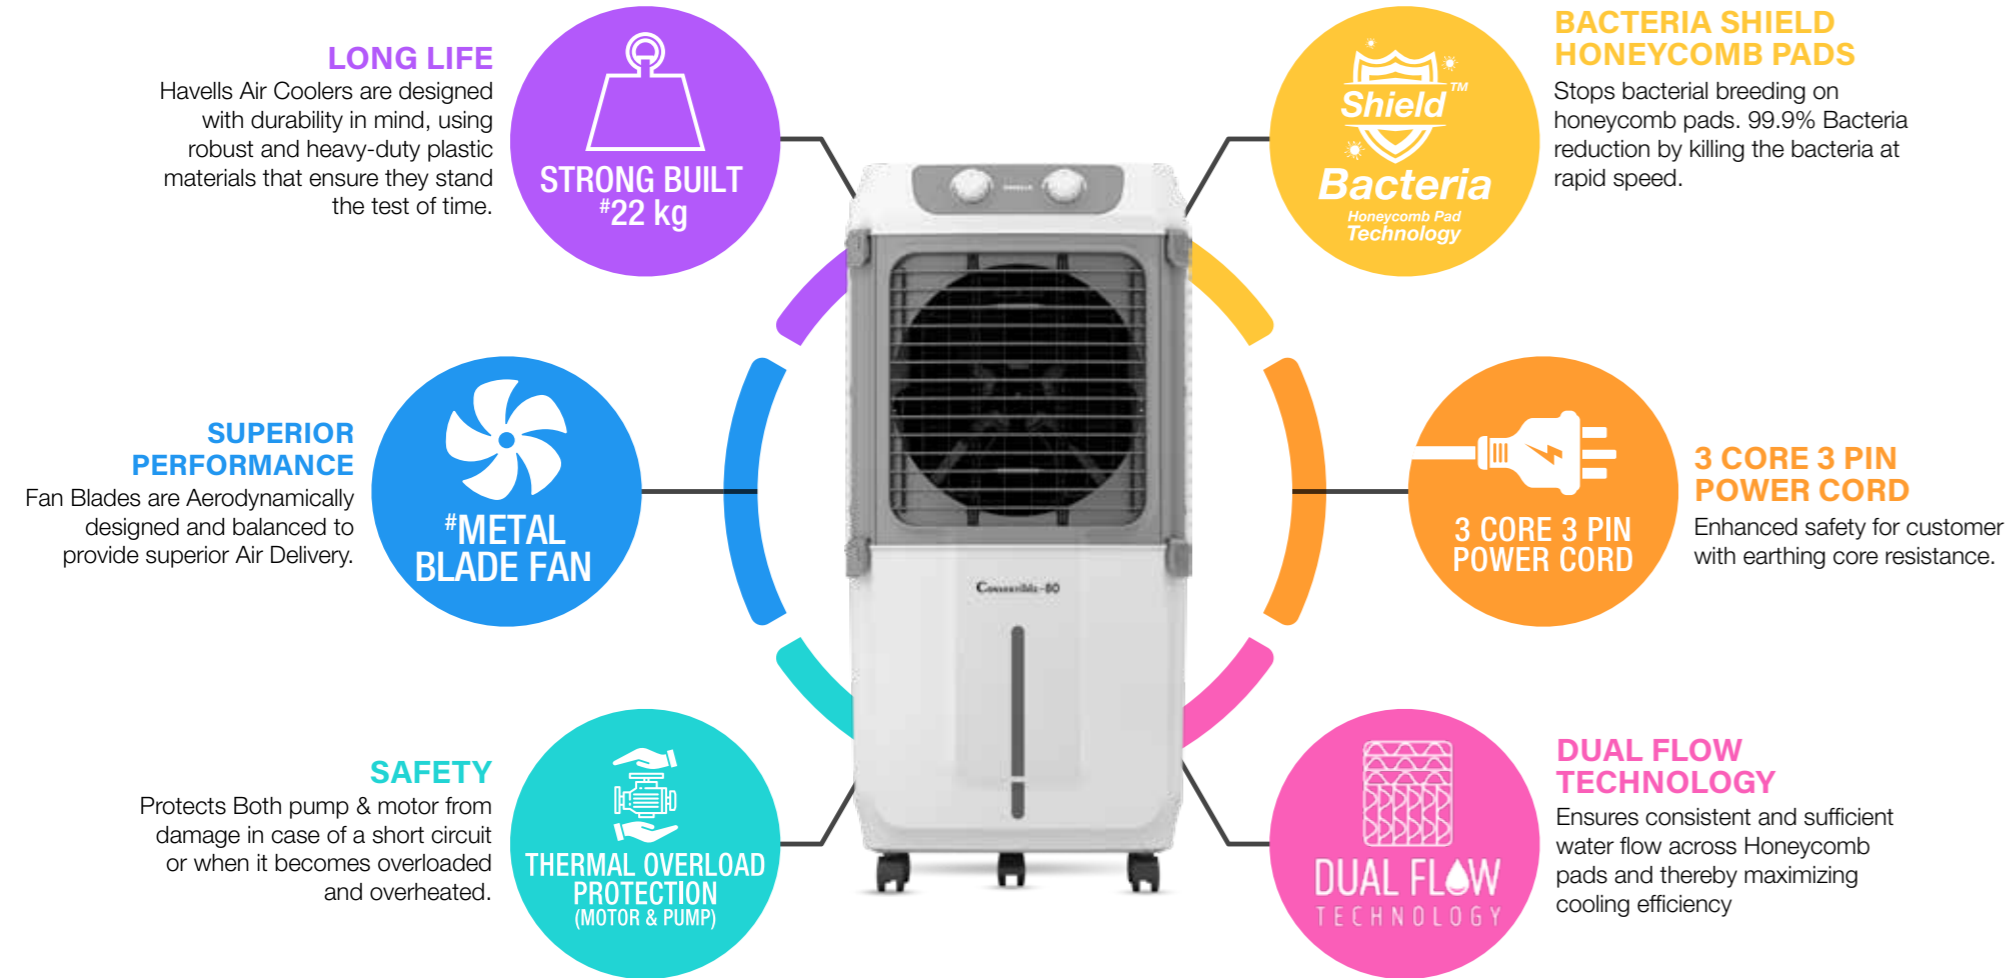 LONG LIFE
Havells Air Coolers are designed
with durability in mind, using
robust and heavy-duty plastic
materials that ensure they stand
the test of time.
STRONG BUILT
#22 kg
SUPERIOR
PERFORMANCE
Fan Blades are Aerodynamically
designed and balanced to
provide superior Air Delivery.
#METAL
BLADE FAN
SAFETY
Protects Both pump & motor from
damage in case of a short circuit
or when it becomes overloaded
and overheated.
THERMAL OVERLOAD
PROTECTION
(MOTOR & PUMP)
HAVELLS
Convertible-80
Shield™
Bacteria
Honeycomb Pad
Technology
BACTERIA SHIELD
HONEYCOMB PADS
Stops bacterial breeding on
honeycomb pads. 99.9% Bacteria
reduction by killing the bacteria at
rapid speed.
3 CORE 3 PIN
POWER CORD
3 CORE 3 PIN
POWER CORD
Enhanced safety for customer
with earthing core resistance.
DUAL FLOW
TECHNOLOGY
DUAL FLOW
TECHNOLOGY
Ensures consistent and sufficient
water flow across Honeycomb
pads and thereby maximizing
cooling efficiency